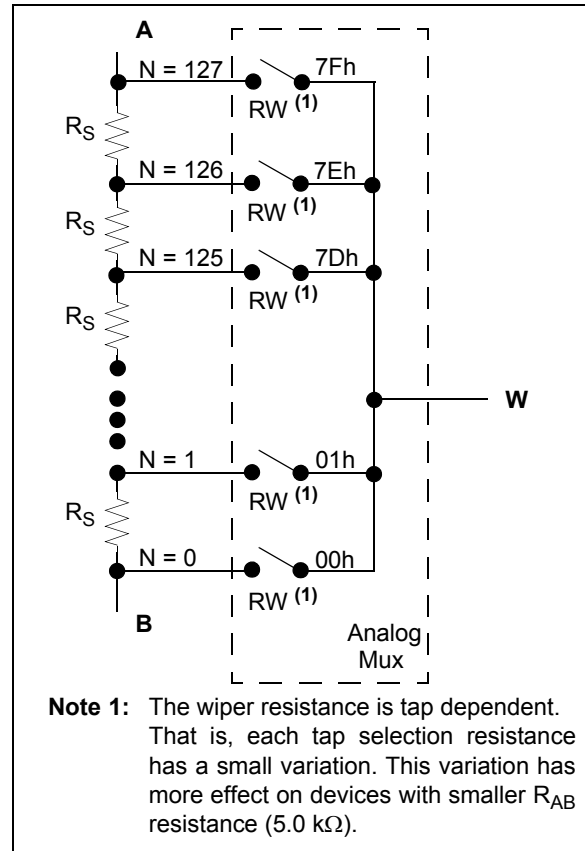 A
N = 127 7Fh
RW (1)
RS
N = 126 7Eh
RW (1)
RS
N = 125 7Dh
RW (1)
RS
W
N = 1 01h
RW (1)
RS
N = 0 00h
RW (1)
B
Analog
Mux
Note 1: The wiper resistance is tap dependent.
That is, each tap selection resistance
has a small variation. This variation has
more effect on devices with smaller RAB
resistance (5.0 kΩ).